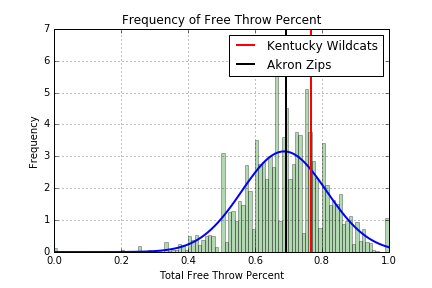 Frequency of Free Throw Percent
Kentucky Wildcats
Akron Zips
Frequency
7
6
5
4
3
2
1
0
0.0 0.2 0.4 0.6 0.8 1.0
Total Free Throw Percent